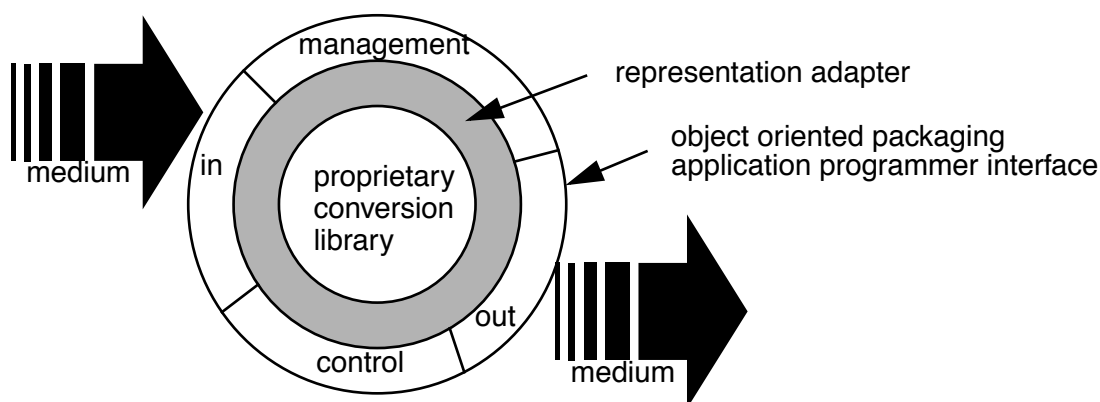 management
representation adapter
object oriented packaging
application programmer interface
medium
in
proprietary
conversion
library
out
control
medium